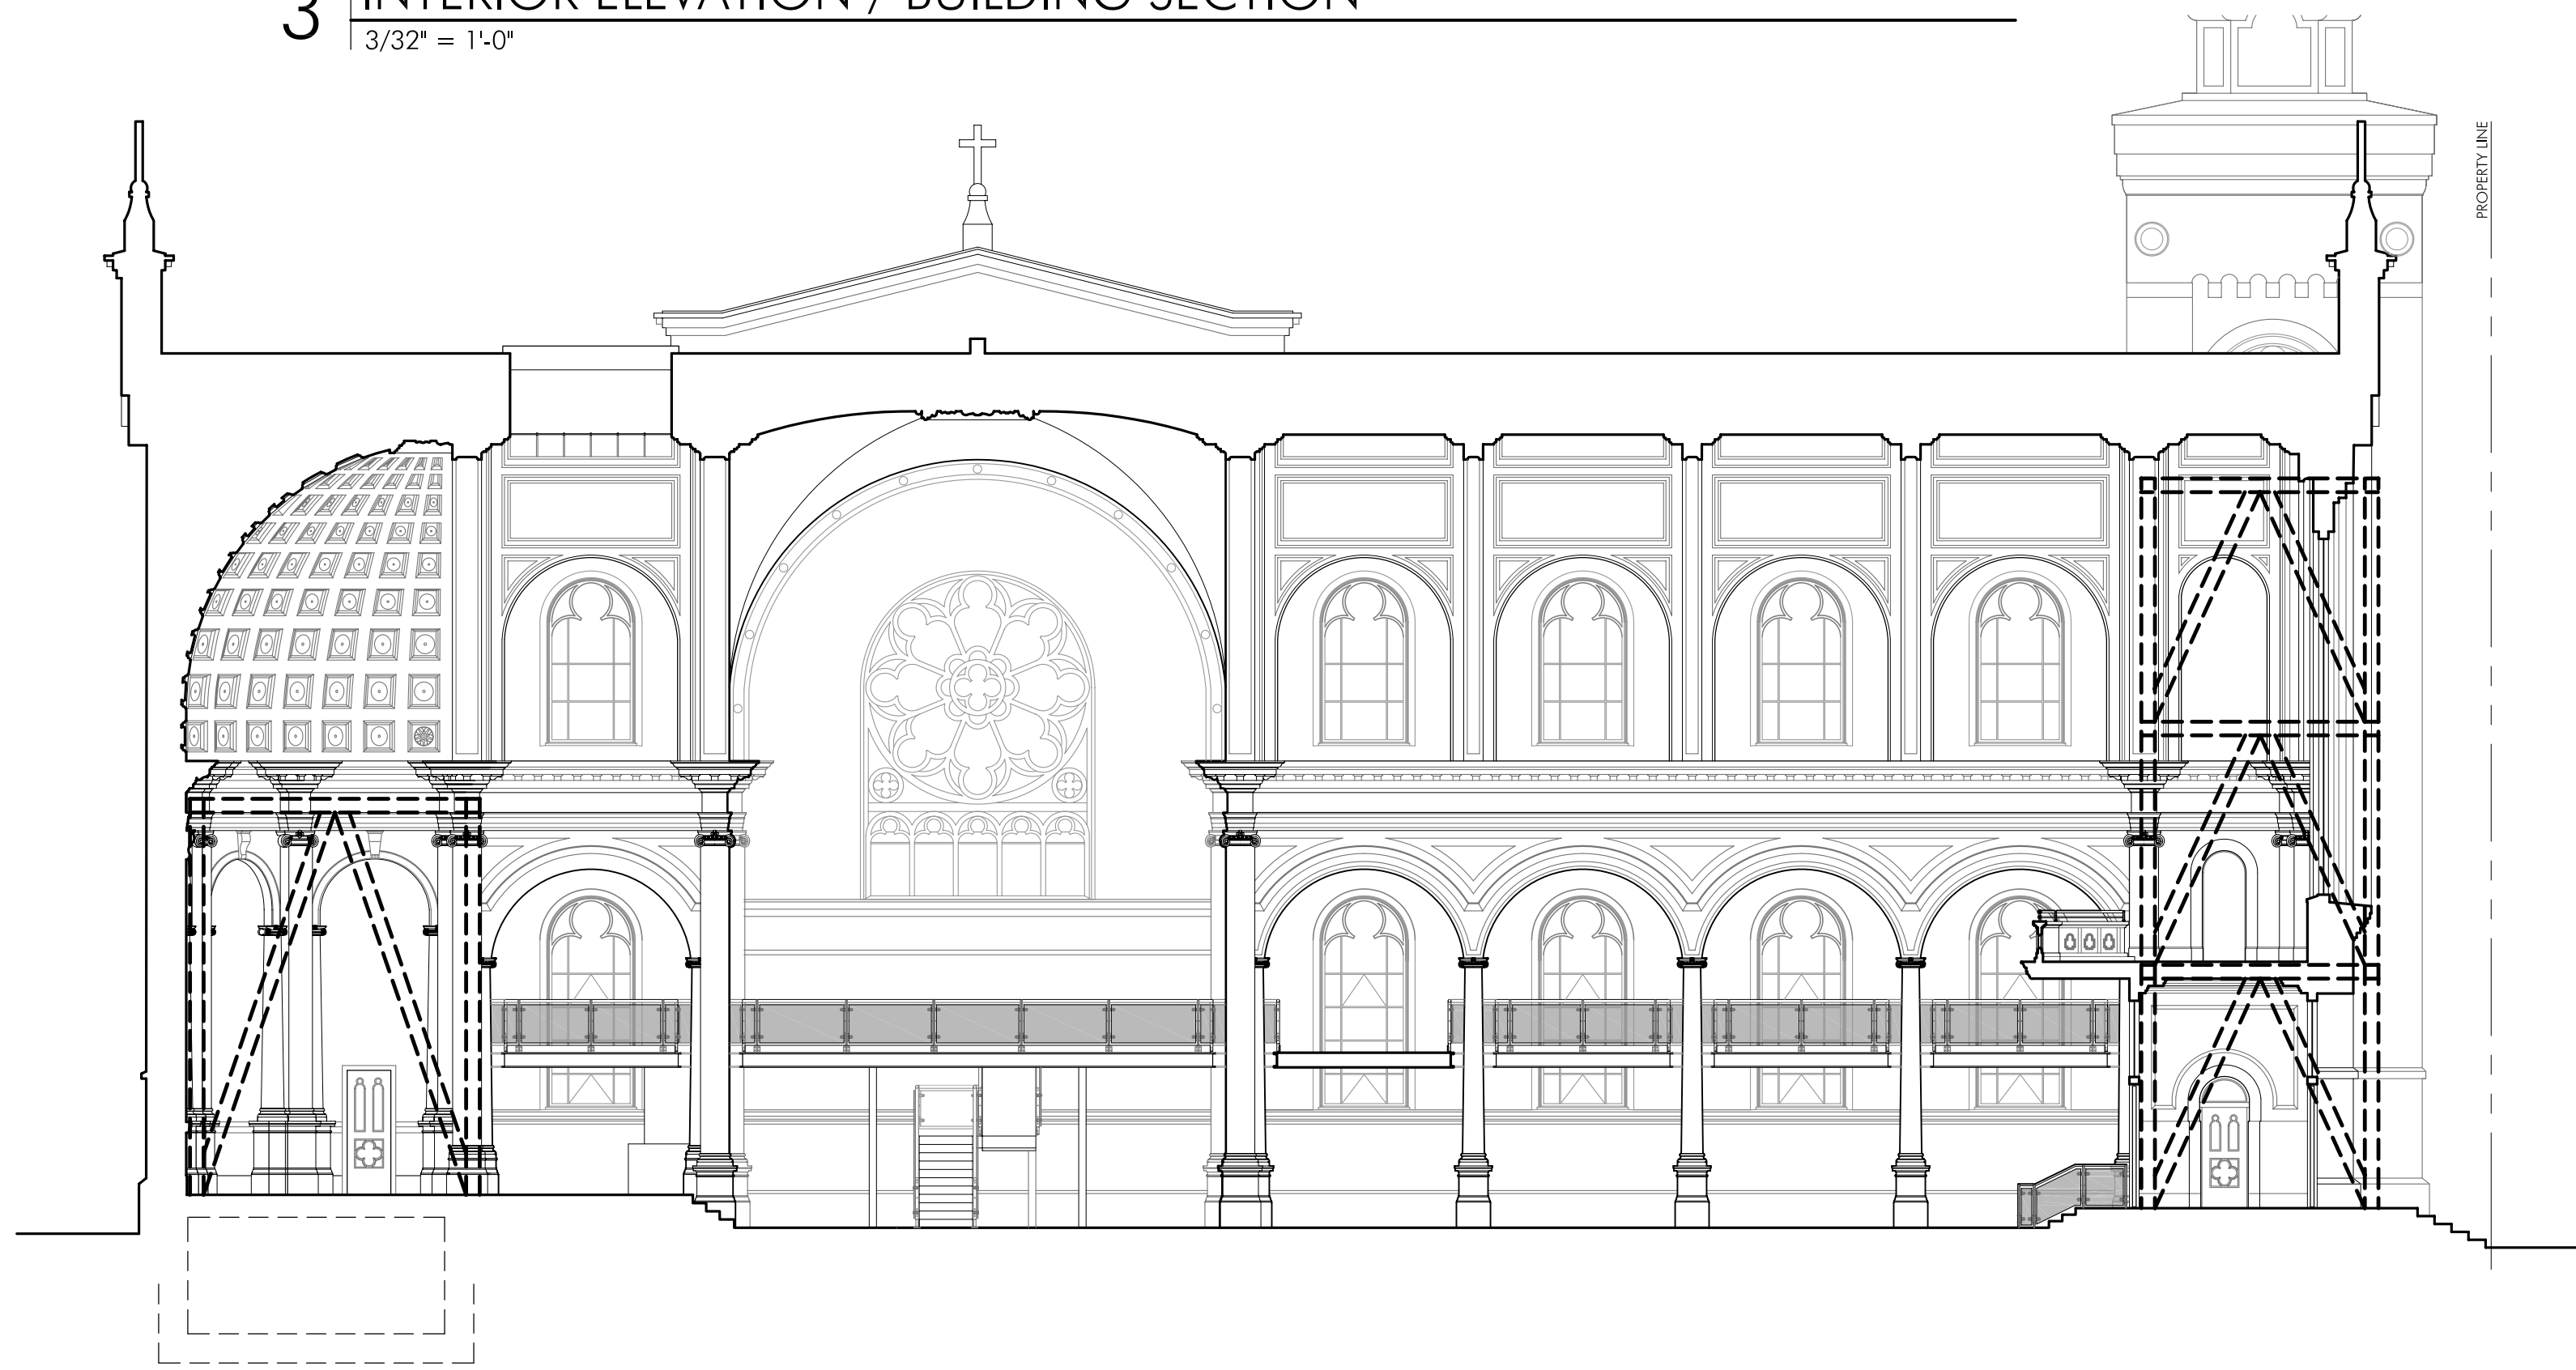 3 INTERIOR ELEVATION / BUILDING SECTION
3/32" = 1'-0"
PROPERTY LINE